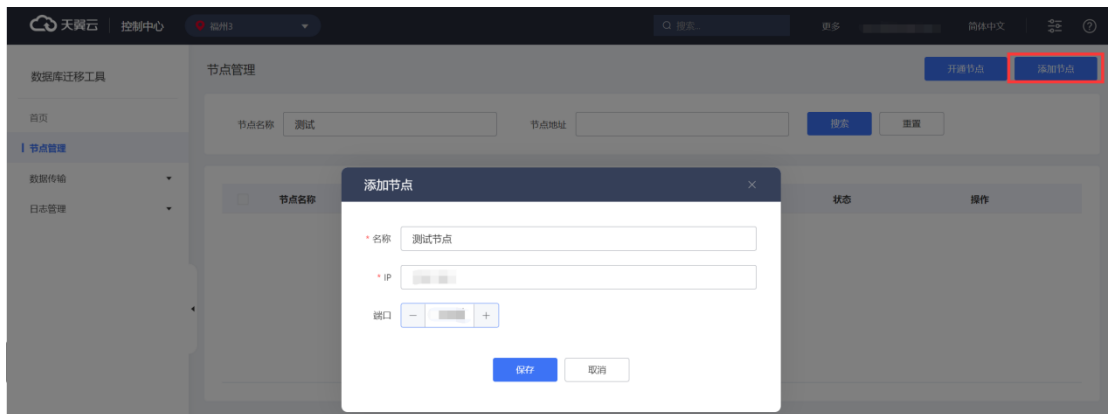 天翼云 控制中心 福州3 搜索... 更多 简体中文
数据库迁移工具
节点管理 开通节点 添加节点
首页
节点管理
数据传输
日志管理
节点名称 测试 节点地址 搜索 重置
节点名称 状态 操作
添加节点
* 名称 测试节点
* IP
端口
保存 取消